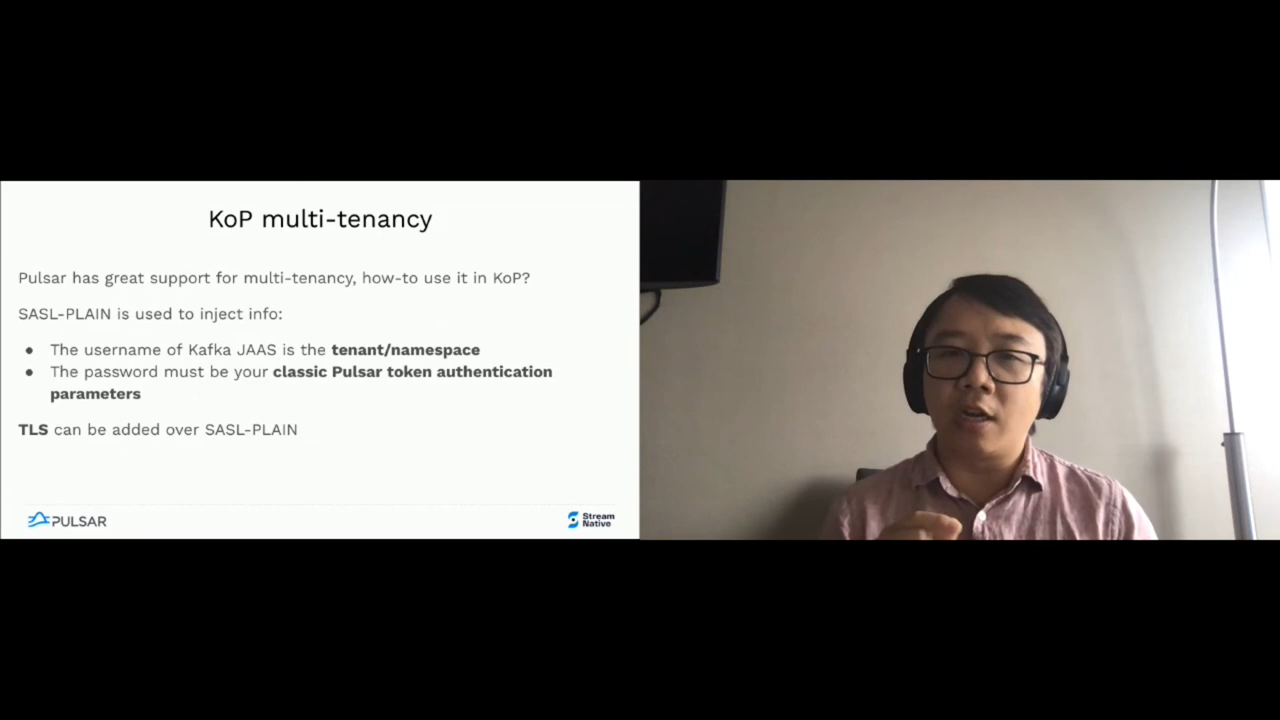 KoP multi-tenancy
Pulsar has great support for multi-tenancy, how-to use it in KoP?
SASL-PLAIN is used to inject info:
● The username of Kafka JAAS is the tenant/namespace
● The password must be your classic Pulsar token authentication
parameters
TLS can be added over SASL-PLAIN
PULSAR
Stream
Native